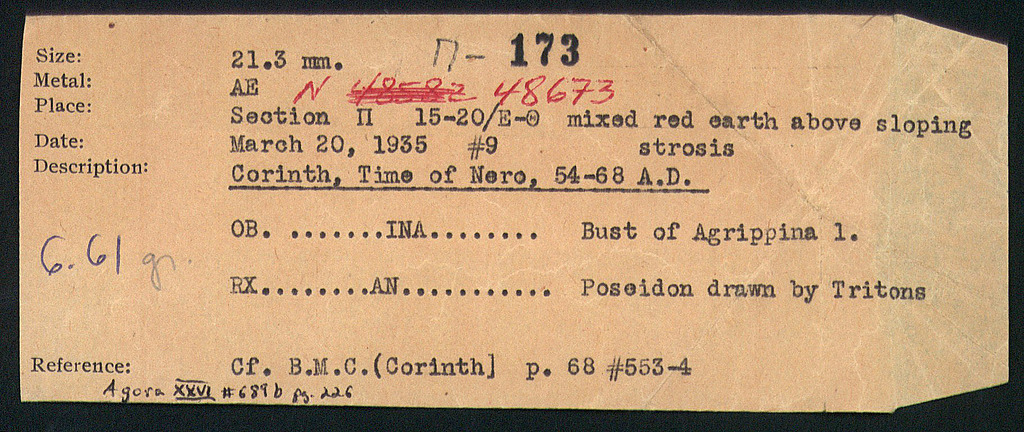 Size: 21.3 mm. Π- 173
Metal: AE N 48582 48673
Place: Section Π 15-20/E-Θ mixed red earth above sloping
Date: March 20, 1935 #9 strosis
Description: Corinth, Time of Nero, 54-68 A.D.
OB. .......INA........ Bust of Agrippina l.
6.61 gr.
RX........AN........... Poseidon drawn by Tritons
Reference: Cf. B.M.C.(Corinth] p. 68 #553-4
Agora XXVI #689b pg. 226